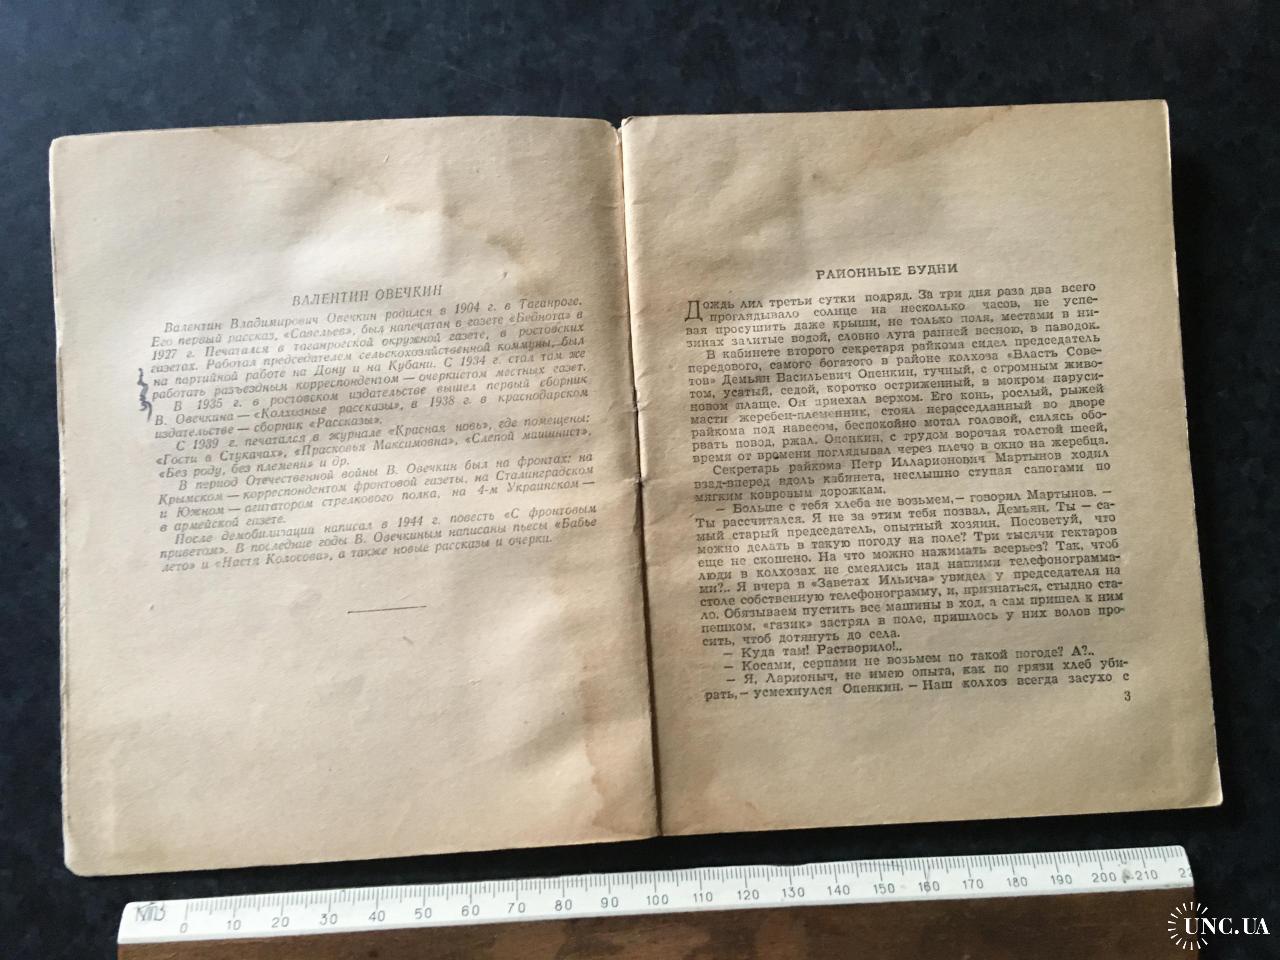 ВАЛЕНТИН ОВЕЧКИН
Валентин Владимирович Овечкин родился в 1904 г. в Таганроге.
Его первый рассказ, «Савельев», был напечатан в газете «Беднота» в
1927 г. Печатался в таганрогской окружной газете, в ростовских
газетах. Работал председателем сельскохозяйственной коммуны, был
на партийной работе на Дону и на Кубани. С 1934 г. стал там же
работать разъездным корреспондентом — очеркистом местных газет.
В 1935 г. в ростовском издательстве вышел первый сборник
В. Овечкина — «Колхозные рассказы», в 1938 г. в краснодарском
издательстве — сборник «Рассказы».
С 1939 г. печатался в журнале «Красная новь», где помещены:
«Гости в Стукачах», «Прасковья Максимовна», «Слепой машинист»,
«Без роду, без племени» и др.
В период Отечественной войны В. Овечкин был на фронтах: на
Крымском — корреспондентом фронтовой газеты, на Сталинградском
и Южном — агитатором стрелкового полка, на 4-м Украинском —
в армейской газете.
После демобилизации написал в 1944 г. повесть «С фронтовым
приветом». В последние годы В. Овечкиным написаны пьесы «Бабье
лето» и «Настя Колосова», а также новые рассказы и очерки.
РАЙОННЫЕ БУДНИ
Дождь лил третьи сутки подряд. За три дня раза два всего
проглядывало солнце на несколько часов, не успе-
вая просушить даже крыши, не только поля, местами в ни-
зинах залитые водой, словно луга ранней весною, в паводок.
В кабинете второго секретаря райкома сидел председатель
передового, самого богатого в районе колхоза «Власть Сове-
тов» Демьян Васильевич Опенкин, тучный, с огромным живо-
том, усатый, седой, коротко остриженный, в мокром паруси-
новом плаще. Он приехал верхом. Его конь, рослый, рыжей
масти жеребец-племенник, стоял нерасседланный во дворе
райкома под навесом, беспокойно мотал головой, силясь обо-
рвать повод, ржал. Опенкин, с трудом ворочая толстой шеей,
время от времени поглядывал через плечо в окно на жеребца.
Секретарь райкома Петр Илларионович Мартынов ходил
взад-вперед вдоль кабинета, неслышно ступая сапогами по
мягким ковровым дорожкам.
— Больше с тебя хлеба не возьмем,— говорил Мартынов. —
Ты рассчитался. Я не за этим тебя позвал, Демьян. Ты — са-
мый старый председатель, опытный хозяин. Посоветуй, что
можно делать в такую погоду на поле? Три тысячи гектаров
еще не скошено. На что можно нажимать всерьез? Так, чтоб
люди в колхозах не смеялись над нашими телефонограмма-
ми?.. Я вчера в «Заветах Ильича» увидел у председателя на
столе собственную телефонограмму, и, признаться, стыдно ста-
ло. Обязываем пустить все машины в ход, а сам пришел к ним
пешком, «газик» застрял в поле, пришлось у них волов про-
сить, чтоб дотянуть до села.
— Куда там! Растворило!..
— Косами, серпами не возьмем по такой погоде? А?..
— Я, Ларионыч, не имею опыта, как по грязи хлеб уби-
рать,— усмехнулся Опенкин. — Наш колхоз всегда засухо с
3
0 10 20 30 40 50 60 70 80 90 100 110 120 130 140 150 160 170 180 190 200 210 22
UNC.UA